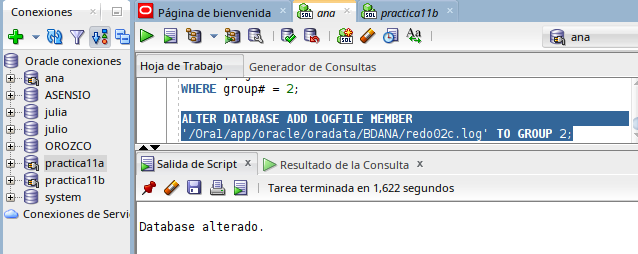 Conexiones
Oracle conexiones
ana
ASENSIO
julia
julio
OROZCO
practica11a
practica11b
system
Conexiones de Servi
Página de bienvenida
ana
practica11b
ana
Hoja de Trabajo
Generador de Consultas
WHERE group# = 2;
ALTER DATABASE ADD LOGFILE MEMBER
'/Ora1/app/oracle/oradata/BDANA/redo02c.log' TO GROUP 2;
Salida de Script
Resultado de la Consulta
Tarea terminada en 1,622 segundos
Database alterado.